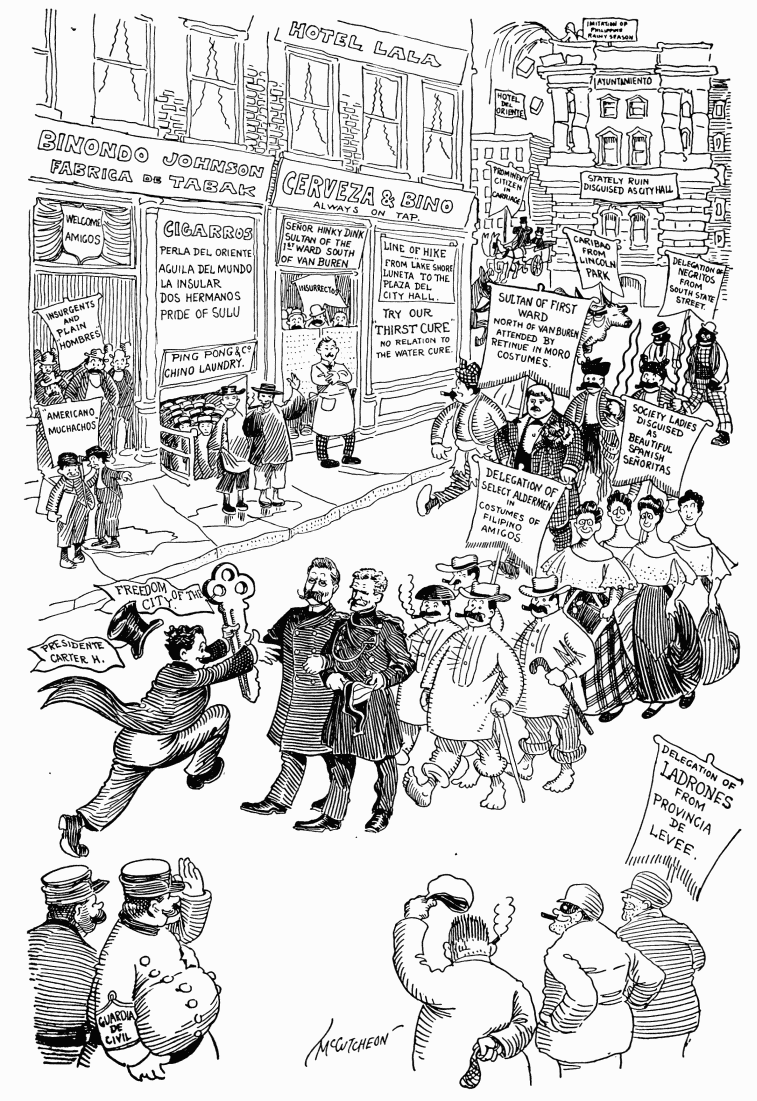 IMITATION OF
PHILIPPINE
RAINY SEASON
HOTEL LALA
AYUNTAMIENTO
HOTEL
DEL
ORIENTE
STATELY RUIN
DISGUISED AS CITY HALL
BINONDO JOHNSON
FABRICA DE TABAK
CERVEZA & BINO
ALWAYS ON TAP.
PROMINENT
CITIZEN
IN
CARRIAGE
WELCOME
AMIGOS
CIGARROS
PERLA DEL ORIENTE
AGUILA DEL MUNDO
LA INSULAR
DOS HERMANOS
PRIDE OF SULU
SEÑOR HINKY DINK
SULTAN OF THE
1ST WARD SOUTH
OF VAN BUREN
INSURRECTOS
LINE OF HIKE
FROM LAKE SHORE
LUNETA TO THE
PLAZA DEL
CITY HALL.
TRY OUR
"THIRST CURE"
NO RELATION TO
THE WATER CURE.
CARIBAO
FROM
LINCOLN
PARK
DELEGATION OF
NEGRITOS
FROM
SOUTH STATE
STREET.
SULTAN OF FIRST
WARD
NORTH OF VAN BUREN
ATTENDED BY
RETINUE IN MORO
COSTUMES.
INSURGENTS
AND
PLAIN
HOMBRES
PING PONG & CO
CHINO LAUNDRY.
AMERICANO
MUCHACHOS
SOCIETY LADIES
DISGUISED
AS
BEAUTIFUL
SPANISH
SEÑORITAS
DELEGATION OF
SELECT ALDERMEN
IN
COSTUMES OF
FILIPINO
AMIGOS.
FREEDOM
CITY OF THE
PRESIDENTE
CARTER H.
DELEGATION OF
LADRONES
FROM
PROVINCIA
DE
LEVEE.
GUARDIA
DE
CIVIL
McCUTCHEON